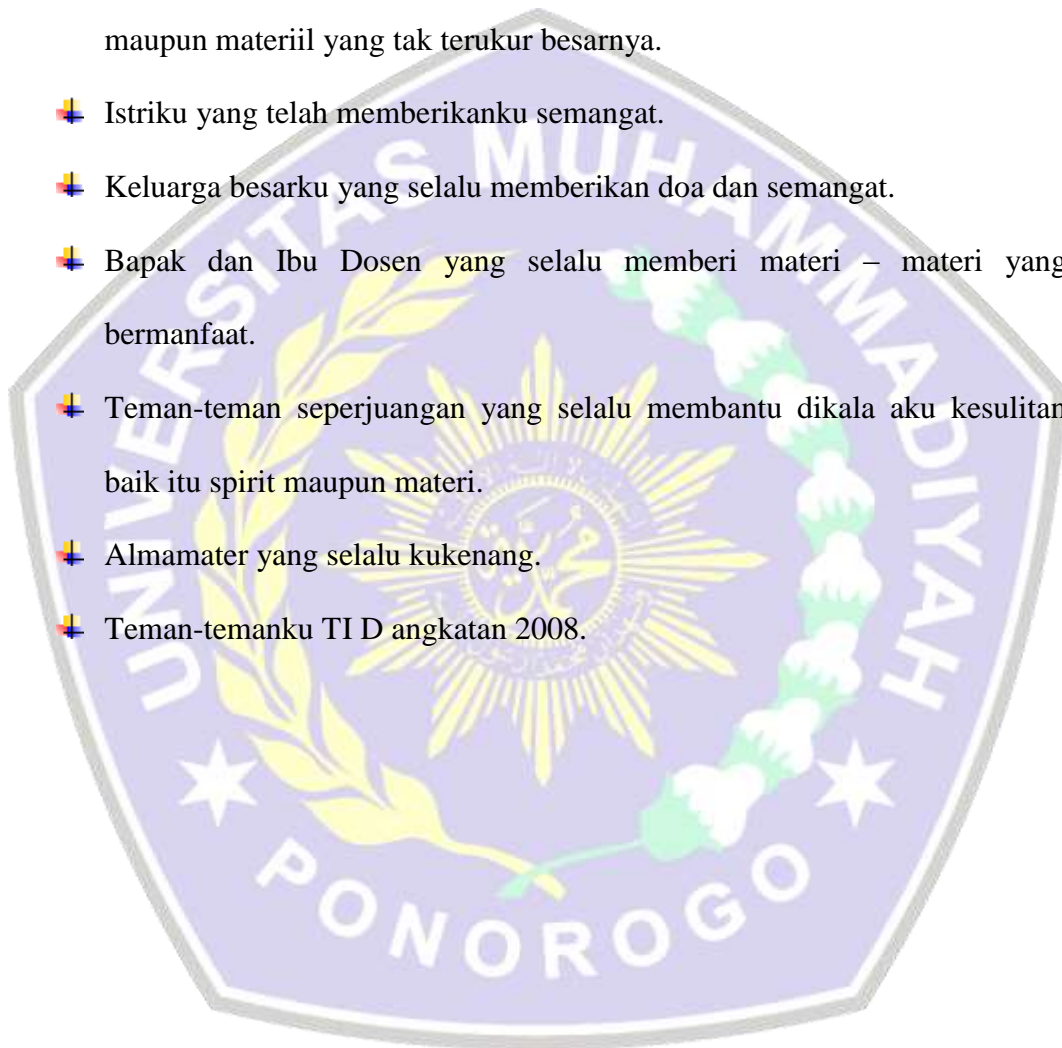 maupun materiil yang tak terukur besarnya.
Istriku yang telah memberikanku semangat.
Keluarga besarku yang selalu memberikan doa dan semangat.
Bapak dan Ibu Dosen yang selalu memberi materi – materi yang
bermanfaat.
Teman-teman seperjuangan yang selalu membantu dikala aku kesulitan
baik itu spirit maupun materi.
Almamater yang selalu kukenang.
Teman-temanku TI D angkatan 2008.
UNIVERSITAS MUHAMMADIYAH
PONOROGO